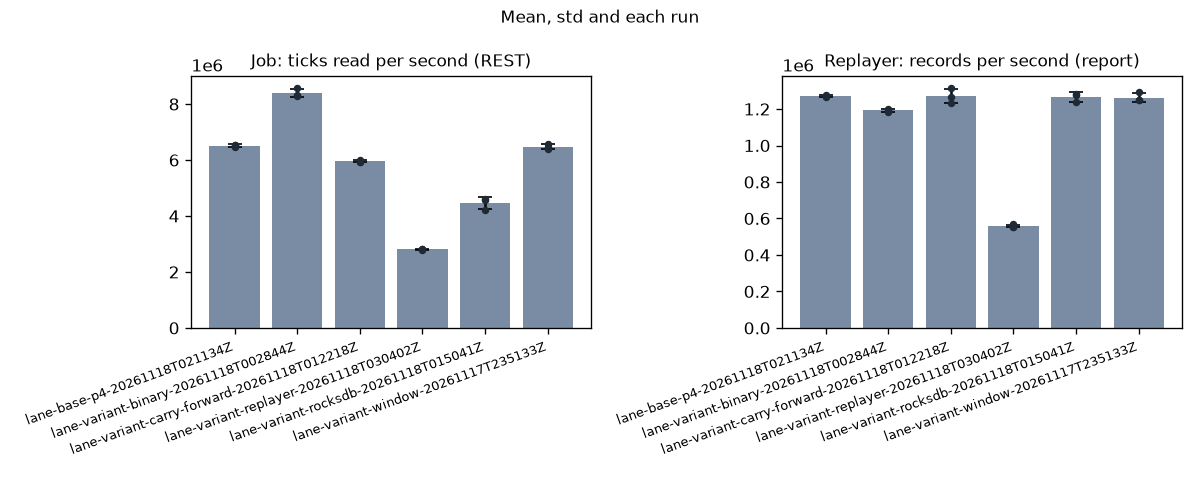 Mean, std and each run
Job: ticks read per second (REST)
1e6
8
6
4
2
0
lane-base-p4-20261118T021134Z
lane-variant-binary-20261118T002844Z
lane-variant-carry-forward-20261118T012218Z
lane-variant-replayer-20261118T030402Z
lane-variant-rocksdb-20261118T015041Z
lane-variant-window-20261117T235133Z
Replayer: records per second (report)
1e6
1.2
1.0
0.8
0.6
0.4
0.2
0.0
lane-base-p4-20261118T021134Z
lane-variant-binary-20261118T002844Z
lane-variant-carry-forward-20261118T012218Z
lane-variant-replayer-20261118T030402Z
lane-variant-rocksdb-20261118T015041Z
lane-variant-window-20261117T235133Z